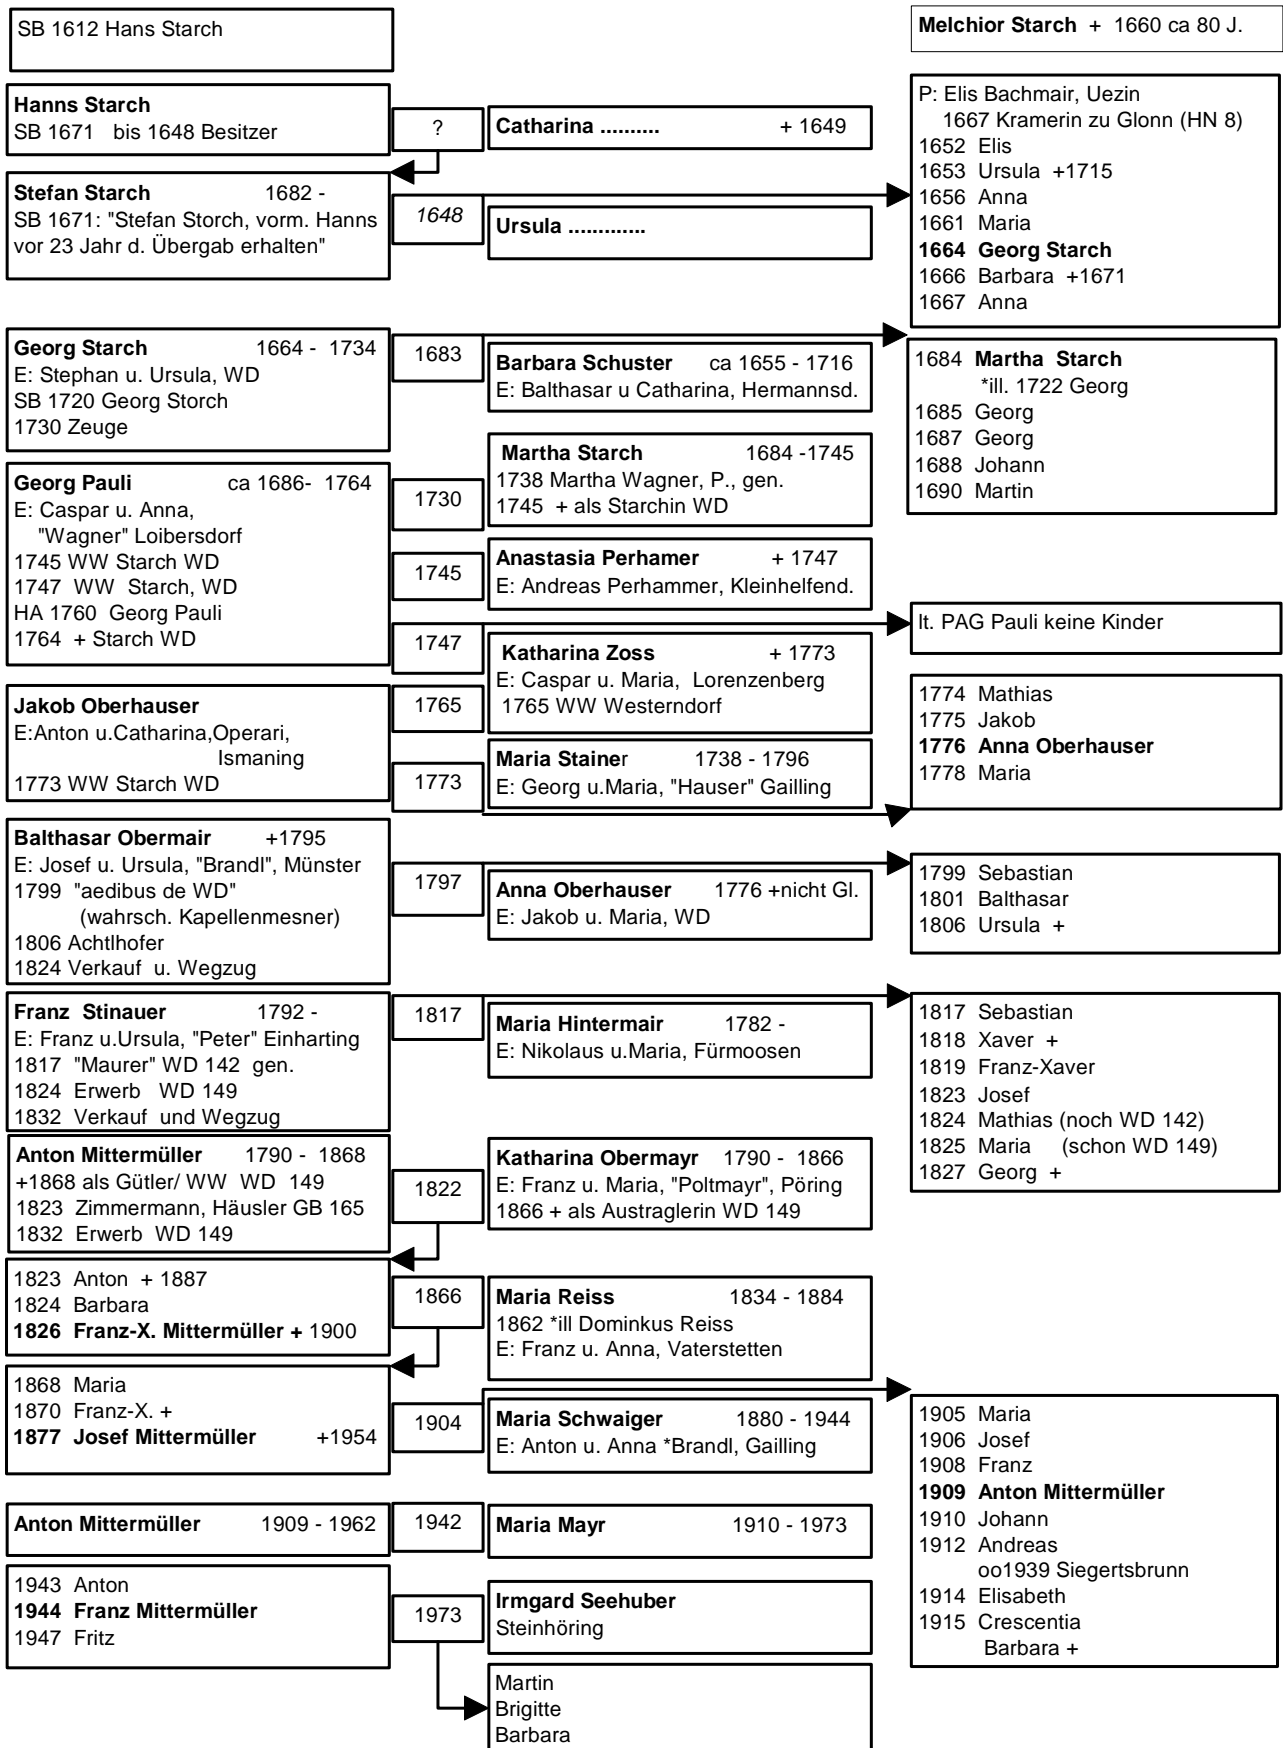 SB 1612 Hans Starch
Melchior Starch + 1660 ca 80 J.
Hanns Starch
SB 1671 bis 1648 Besitzer
?
Catharina .......... + 1649
P: Elis Bachmair, Uezin
1667 Kramerin zu Glonn (HN 8)
1652 Elis
1653 Ursula +1715
1656 Anna
1661 Maria
1664 Georg Starch
1666 Barbara +1671
1667 Anna
Stefan Starch 1682 -
SB 1671: "Stefan Storch, vorm. Hanns
vor 23 Jahr d. Übergab erhalten"
1648
Ursula .............
Georg Starch 1664 - 1734
E: Stephan u. Ursula, WD
SB 1720 Georg Storch
1730 Zeuge
1683
Barbara Schuster ca 1655 - 1716
E: Balthasar u Catharina, Hermannsd.
1684 Martha Starch
*ill. 1722 Georg
1685 Georg
1687 Georg
1688 Johann
1690 Martin
Georg Pauli ca 1686- 1764
E: Caspar u. Anna,
"Wagner" Loibersdorf
1745 WW Starch WD
1747 WW Starch, WD
HA 1760 Georg Pauli
1764 + Starch WD
1730
Martha Starch 1684 -1745
1738 Martha Wagner, P., gen.
1745 + als Starchin WD
1745
Anastasia Perhamer + 1747
E: Andreas Perhammer, Kleinhelfend.
1747
Katharina Zoss + 1773
E: Caspar u. Maria, Lorenzenberg
1765 WW Westerndorf
lt. PAG Pauli keine Kinder
Jakob Oberhauser
E:Anton u.Catharina,Operari,
Ismaning
1773 WW Starch WD
1765
1773
Maria Stainer 1738 - 1796
E: Georg u.Maria, "Hauser" Gailling
1774 Mathias
1775 Jakob
1776 Anna Oberhauser
1778 Maria
Balthasar Obermair +1795
E: Josef u. Ursula, "Brandl", Münster
1799 "aedibus de WD"
(wahrsch. Kapellenmesner)
1806 Achtlhofer
1824 Verkauf u. Wegzug
1797
Anna Oberhauser 1776 +nicht Gl.
E: Jakob u. Maria, WD
1799 Sebastian
1801 Balthasar
1806 Ursula +
Franz Stinauer 1792 -
E: Franz u.Ursula, "Peter" Einharting
1817 "Maurer" WD 142 gen.
1824 Erwerb WD 149
1832 Verkauf und Wegzug
1817
Maria Hintermair 1782 -
E: Nikolaus u.Maria, Fürmoosen
1817 Sebastian
1818 Xaver +
1819 Franz-Xaver
1823 Josef
1824 Mathias (noch WD 142)
1825 Maria (schon WD 149)
1827 Georg +
Anton Mittermüller 1790 - 1868
+1868 als Gütler/ WW WD 149
1823 Zimmermann, Häusler GB 165
1832 Erwerb WD 149
1822
Katharina Obermayr 1790 - 1866
E: Franz u. Maria, "Poltmayr", Pöring
1866 + als Austraglerin WD 149
1823 Anton + 1887
1824 Barbara
1826 Franz-X. Mittermüller + 1900
1866
Maria Reiss 1834 - 1884
1862 *ill Dominkus Reiss
E: Franz u. Anna, Vaterstetten
1868 Maria
1870 Franz-X. +
1877 Josef Mittermüller +1954
1904
Maria Schwaiger 1880 - 1944
E: Anton u. Anna *Brandl, Gailling
1905 Maria
1906 Josef
1908 Franz
1909 Anton Mittermüller
1910 Johann
1912 Andreas
oo1939 Siegertsbrunn
1914 Elisabeth
1915 Crescentia
Barbara +
Anton Mittermüller 1909 - 1962
1942
Maria Mayr 1910 - 1973
1943 Anton
1944 Franz Mittermüller
1947 Fritz
1973
Irmgard Seehuber
Steinhöring
Martin
Brigitte
Barbara